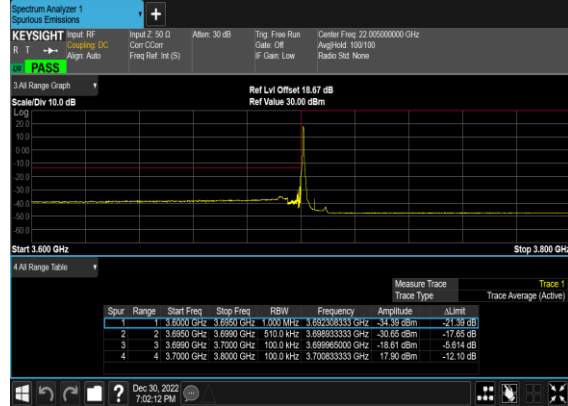 Spectrum Analyzer 1
Spurious Emissions
+
KEYSIGHT Input: RF Input Z: 50 Ω Atten: 30 dB Trig: Free Run Center Freq: 22.005000000 GHz
R T Coupling: DC Corr CCorr Gate: Off Avg|Hold: 100/100
Align: Auto Freq Ref: Int (S) IF Gain: Low Radio Std: None
PASS
3 All Range Graph
Ref Lvl Offset 18.67 dB
Scale/Div 10.0 dB Ref Value 30.00 dBm
Log
20.0
10.0
0.00
-10.0
-20.0
-30.0
-40.0
-50.0
-60.0
Start 3.600 GHz Stop 3.800 GHz
4 All Range Table
Measure Trace Trace 1
Trace Type Trace Average (Active)
Spur Range Start Freq Stop Freq RBW Frequency Amplitude ΔLimit
1 1 3.6000 GHz 3.6950 GHz 1.000 MHz 3.692308333 GHz -34.39 dBm -21.39 dB
2 2 3.6950 GHz 3.6990 GHz 510.0 kHz 3.698933333 GHz -30.65 dBm -17.65 dB
3 3 3.6990 GHz 3.7000 GHz 100.0 kHz 3.699965000 GHz -18.61 dBm -5.614 dB
4 4 3.7000 GHz 3.8000 GHz 100.0 kHz 3.700833333 GHz 17.90 dBm -12.10 dB
?
Dec 30, 2022
7:02:12 PM